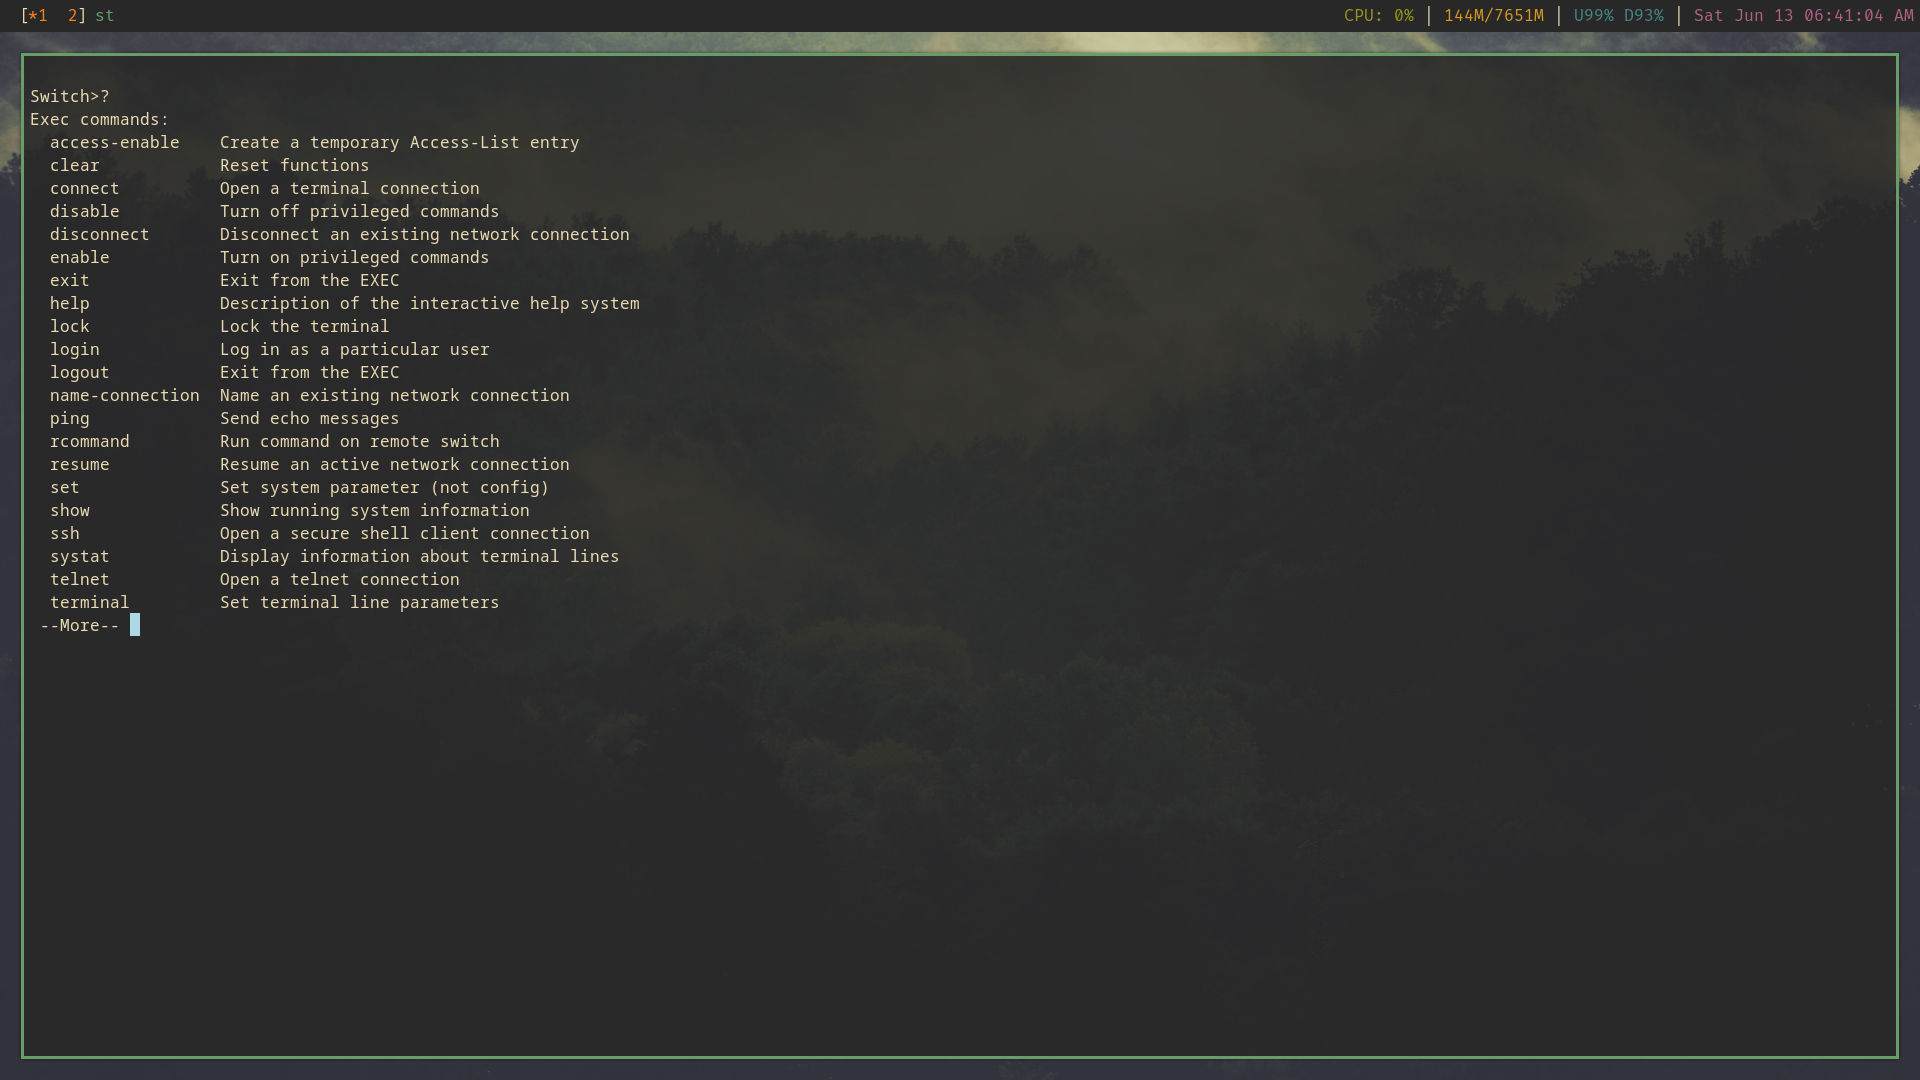 [*1  2] st CPU: 0% | 144M/7651M | U99% D93% | Sat Jun 13 06:41:04 AM
Switch>?
Exec commands:
  access-enable    Create a temporary Access-List entry
  clear            Reset functions
  connect          Open a terminal connection
  disable          Turn off privileged commands
  disconnect       Disconnect an existing network connection
  enable           Turn on privileged commands
  exit             Exit from the EXEC
  help             Description of the interactive help system
  lock             Lock the terminal
  login            Log in as a particular user
  logout           Exit from the EXEC
  name-connection  Name an existing network connection
  ping             Send echo messages
  rcommand         Run command on remote switch
  resume           Resume an active network connection
  set              Set system parameter (not config)
  show             Show running system information
  ssh              Open a secure shell client connection
  systat           Display information about terminal lines
  telnet           Open a telnet connection
  terminal         Set terminal line parameters
 --More--